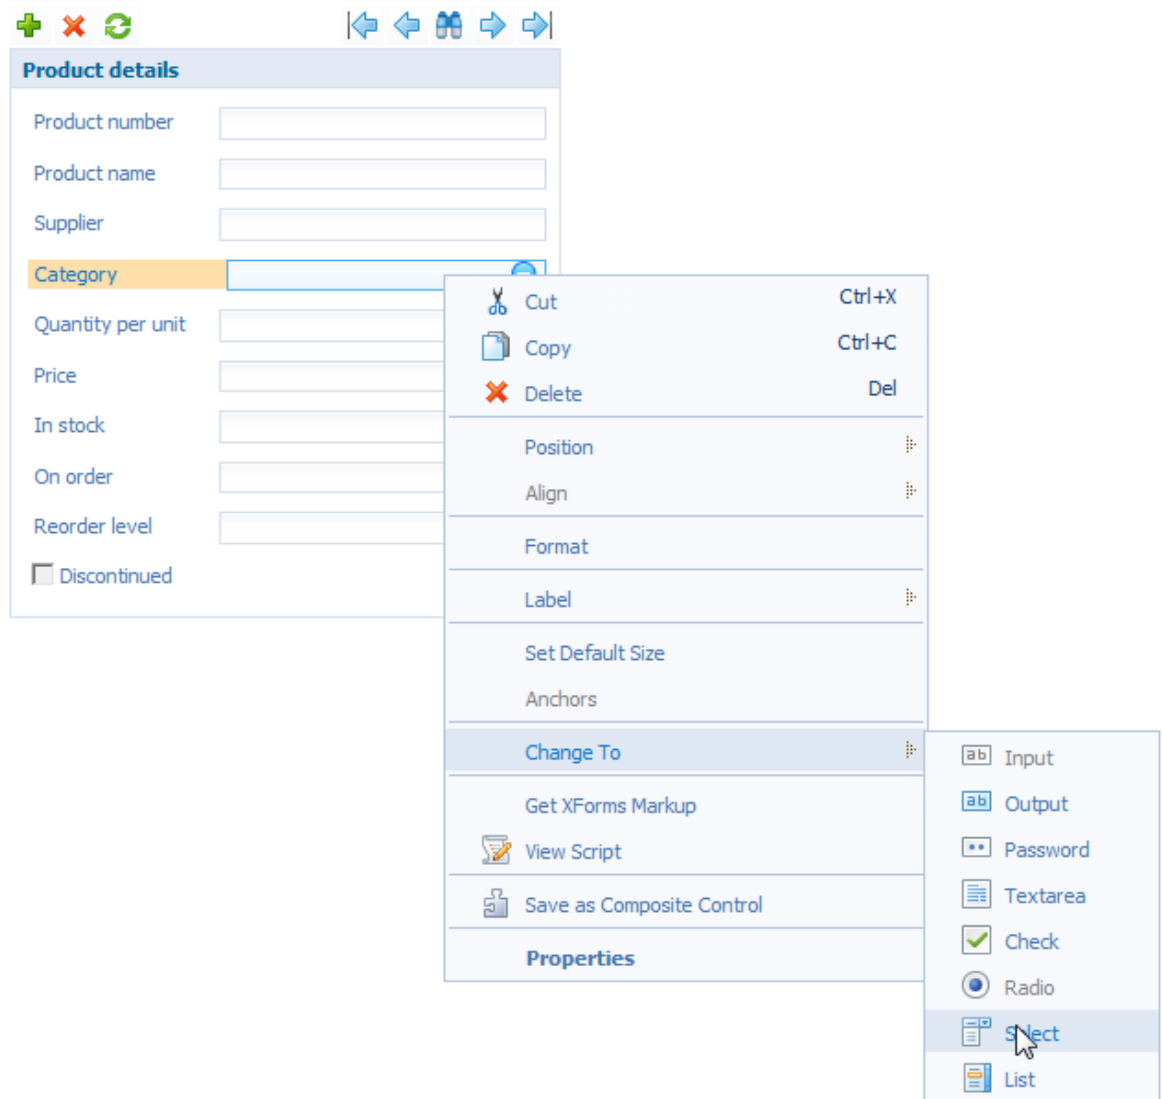 Product details
Product number
Product name
Supplier
Category
Quantity per unit
Price
In stock
On order
Reorder level
Discontinued
Cut Ctrl+X
Copy Ctrl+C
Delete Del
Position
Align
Format
Label
Set Default Size
Anchors
Change To
Get XForms Markup
View Script
Save as Composite Control
Properties
ab Input
ab Output
Password
Textarea
Check
Radio
Select
List